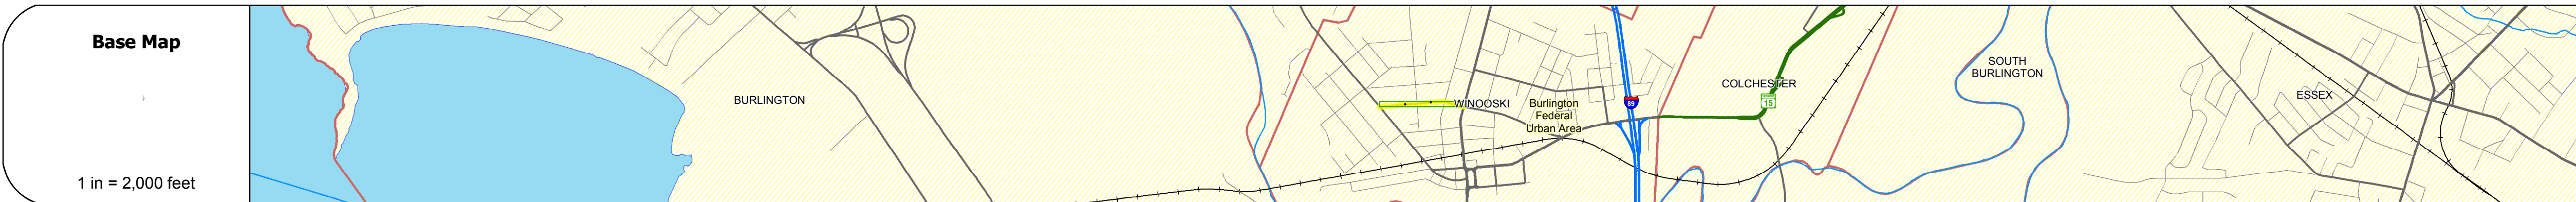 Base Map
1 in = 2,000 feet
BURLINGTON
WINOOSKI
Burlington
Federal
Urban Area
89
COLCHESTER
15
SOUTH
BURLINGTON
ESSEX